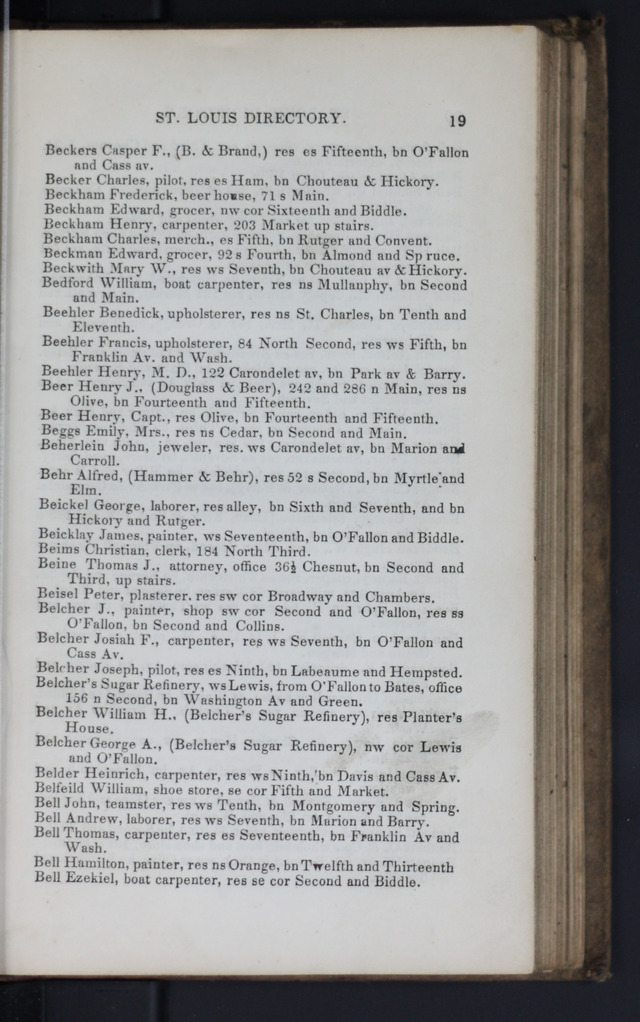 ST. LOUIS DIRECTORY. 19
Beckers Casper F., (B. & Brand,) res es Fifteenth, bn O'Fallon
and Cass av.
Becker Charles, pilot, res es Ham, bn Chouteau & Hickory.
Beckham Frederick, beer house, 71 s Main.
Beckham Edward, grocer, nw cor Sixteenth and Biddle.
Beckham Henry, carpenter, 203 Market up stairs.
Beckham Charles, merch., es Fifth, bn Rutger and Convent.
Beckman Edward, grocer, 92 s Fourth, bn Almond and Sp ruce.
Beckwith Mary W., res ws Seventh, bn Chouteau av & Hickory.
Bedford William, boat carpenter, res ns Mullanphy, bn Second
and Main.
Beehler Benedick, upholsterer, res ns St. Charles, bn Tenth and
Eleventh.
Beehler Francis, upholsterer, 84 North Second, res ws Fifth, bn
Franklin Av. and Wash.
Beehler Henry, M. D., 122 Carondelet av, bn Park av & Barry.
Beer Henry J., (Douglass & Beer), 242 and 286 n Main, res ns
Olive, bn Fourteenth and Fifteenth.
Beer Henry, Capt., res Olive, bn Fourteenth and Fifteenth.
Beggs Emily, Mrs., res ns Cedar, bn Second and Main.
Beherlein John, jeweler, res. ws Carondelet av, bn Marion and
Carroll.
Behr Alfred, (Hammer & Behr), res 52 s Second, bn Myrtle and
Elm.
Beickel George, laborer, res alley, bn Sixth and Seventh, and bn
Hickory and Rutger.
Beicklay James, painter, ws Seventeenth, bn O'Fallon and Biddle.
Beims Christian, clerk, 184 North Third.
Beine Thomas J., attorney, office 36½ Chesnut, bn Second and
Third, up stairs.
Beisel Peter, plasterer. res sw cor Broadway and Chambers.
Belcher J., painter, shop sw cor Second and O'Fallon, res ss
O'Fallon, bn Second and Collins.
Belcher Josiah F., carpenter, res ws Seventh, bn O'Fallon and
Cass Av.
Belcher Joseph, pilot, res es Ninth, bn Labeaume and Hempsted.
Belcher's Sugar Refinery, ws Lewis, from O'Fallon to Bates, office
156 n Second, bn Washington Av and Green.
Belcher William H., (Belcher's Sugar Refinery), res Planter's
House.
Belcher George A., (Belcher's Sugar Refinery), nw cor Lewis
and O'Fallon.
Belder Heinrich, carpenter, res ws Ninth, bn Davis and Cass Av.
Belfeild William, shoe store, se cor Fifth and Market.
Bell John, teamster, res ws Tenth, bn Montgomery and Spring.
Bell Andrew, laborer, res ws Seventh, bn Marion and Barry.
Bell Thomas, carpenter, res es Seventeenth, bn Franklin Av and
Wash.
Bell Hamilton, painter, res ns Orange, bn Twelfth and Thirteenth
Bell Ezekiel, boat carpenter, res se cor Second and Biddle.